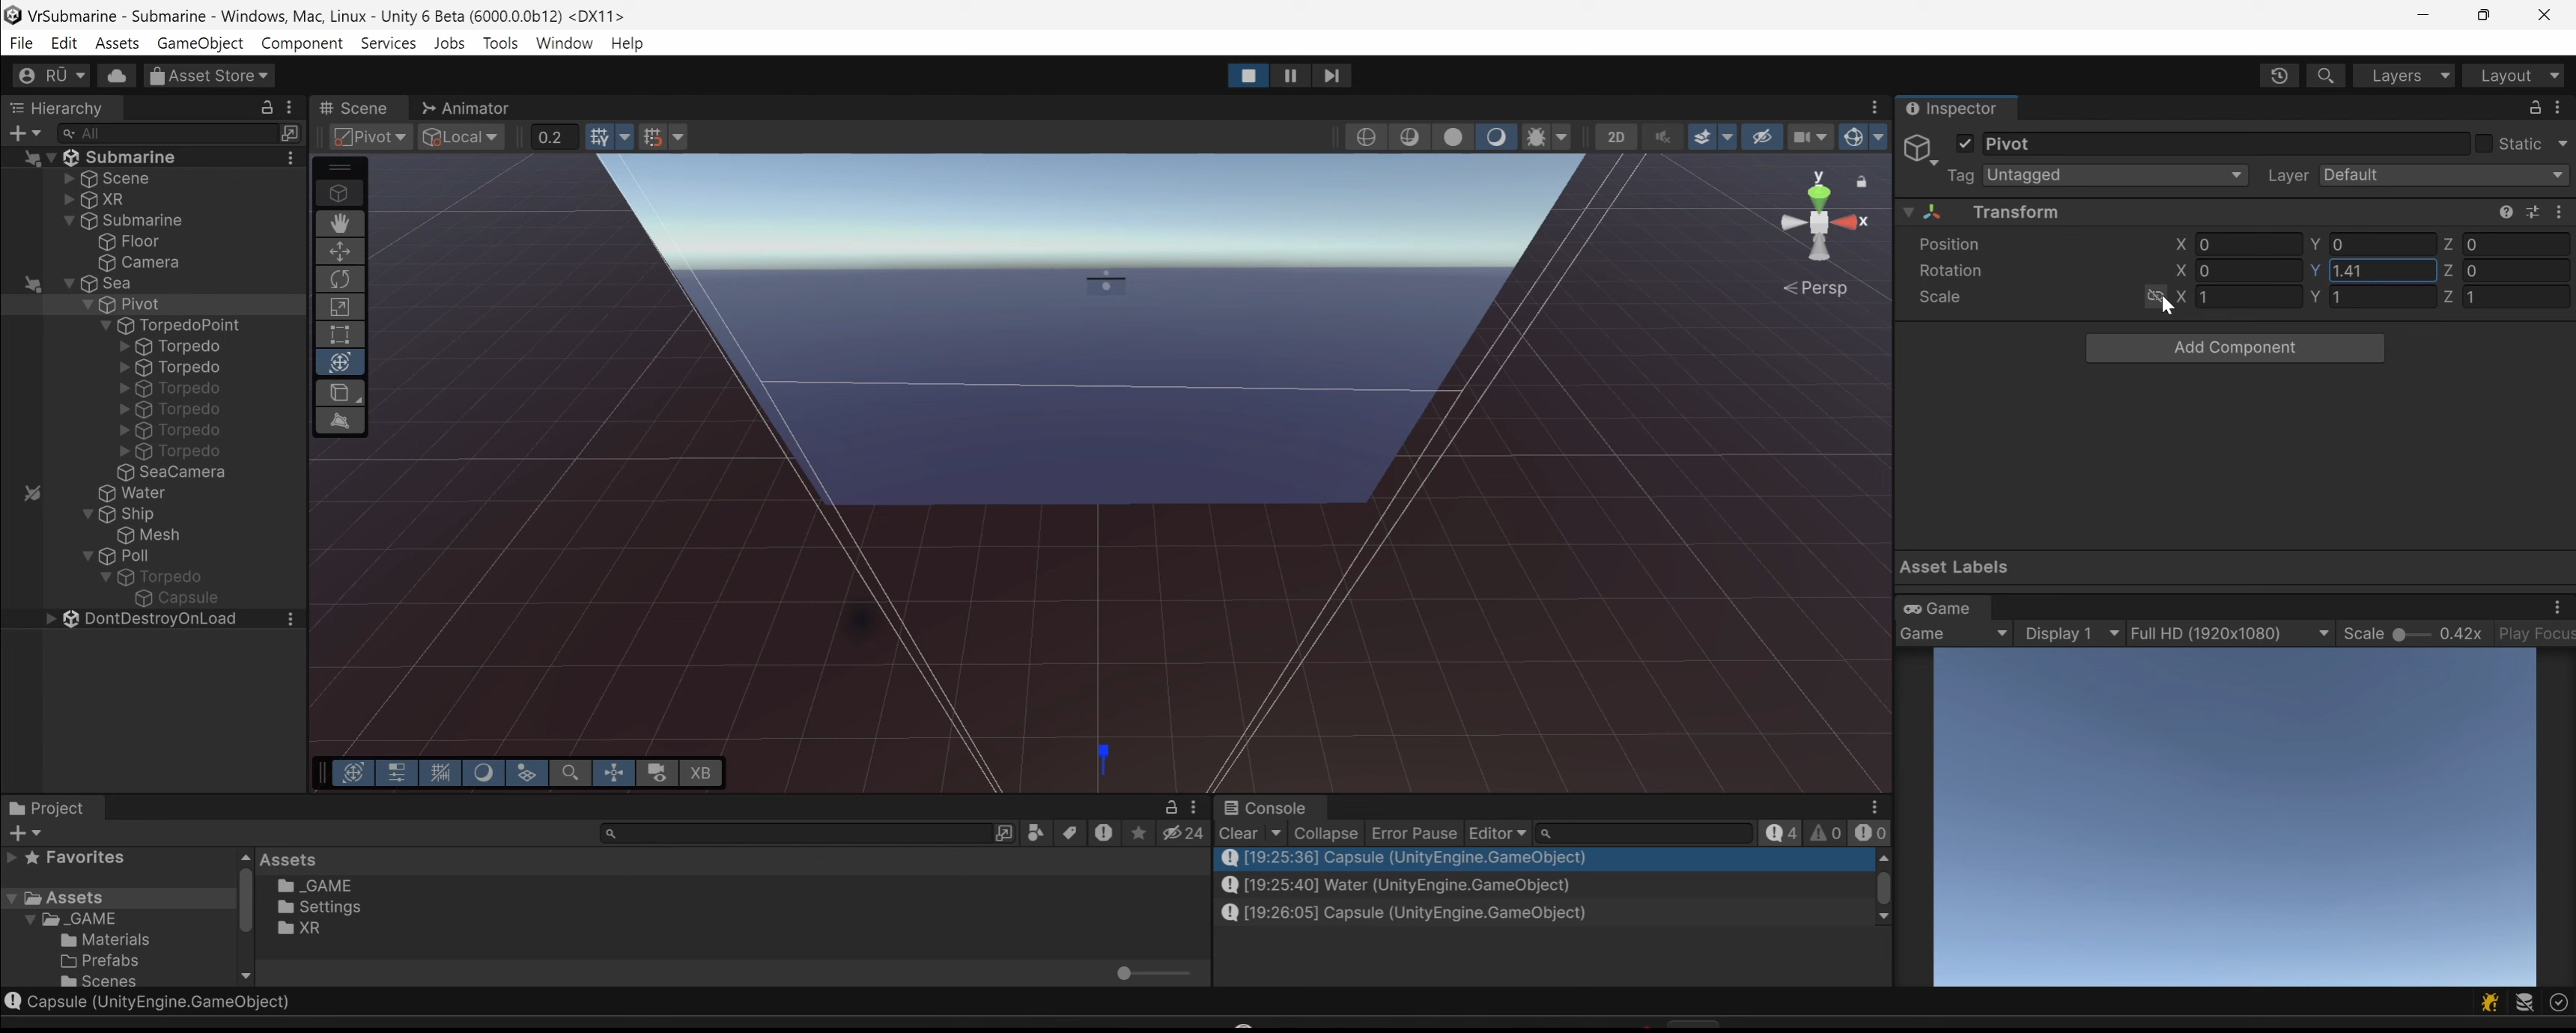 VrSubmarine - Submarine - Windows, Mac, Linux - Unity 6 Beta (6000.0.0b12) <DX11>
File Edit Assets GameObject Component Services Jobs Tools Window Help
RŪ Asset Store Layers Layout
Hierarchy
All
Submarine
Scene
XR
Submarine
Floor
Camera
Sea
Pivot
TorpedoPoint
Torpedo
Torpedo
Torpedo
Torpedo
Torpedo
Torpedo
SeaCamera
Water
Ship
Mesh
Poll
Torpedo
Capsule
DontDestroyOnLoad
Scene Animator
Pivot Local 0.2 2D
y
x
Persp
XB
Inspector
Pivot Static
Tag Untagged Layer Default
Transform
Position X 0 Y 0 Z 0
Rotation X 0 Y 1.41 Z 0
Scale X 1 Y 1 Z 1
Add Component
Asset Labels
Game
Game Display 1 Full HD (1920x1080) Scale 0.42x Play Focus
Project
24
Favorites
Assets
_GAME
Materials
Prefabs
Scenes
Assets
_GAME
Settings
XR
Console
Clear Collapse Error Pause Editor 4 0 0
[19:25:36] Capsule (UnityEngine.GameObject)
[19:25:40] Water (UnityEngine.GameObject)
[19:26:05] Capsule (UnityEngine.GameObject)
Capsule (UnityEngine.GameObject)